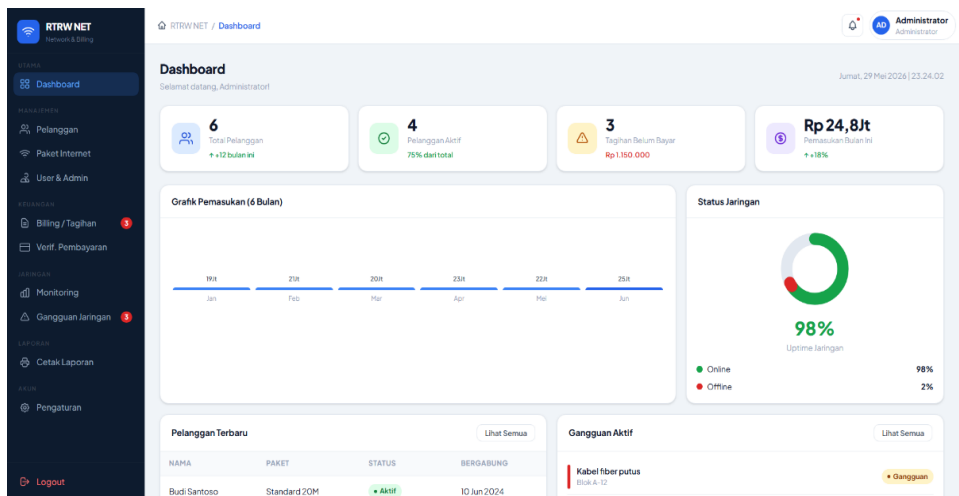 RTRW NET
Network & Billing
UTAMA
Dashboard
MANAJEMEN
Pelanggan
Paket Internet
User & Admin
KEUANGAN
Billing / Tagihan 3
Verif. Pembayaran
JARINGAN
Monitoring
Gangguan Jaringan 3
LAPORAN
Cetak Laporan
AKUN
Pengaturan
Logout
RTRW NET / Dashboard
AD
Administrator
Administrator
Dashboard
Selamat datang, Administrator!
Jumat, 29 Mei 2026 | 23.24.02
6
Total Pelanggan
↑ +12 bulan ini
4
Pelanggan Aktif
75% dari total
3
Tagihan Belum Bayar
Rp 1.150.000
Rp 24,8Jt
Pemasukan Bulan Ini
↑ +18%
Grafik Pemasukan (6 Bulan)
19Jt 21Jt 20Jt 23Jt 22Jt 25Jt
Jan Feb Mar Apr Mei Jun
Status Jaringan
98%
Uptime Jaringan
Online 98%
Offline 2%
Pelanggan Terbaru Lihat Semua
NAMA PAKET STATUS BERGABUNG
Budi Santoso Standard 20M • Aktif 10 Jun 2024
Gangguan Aktif Lihat Semua
Kabel fiber putus
Blok A-12
• Gangguan